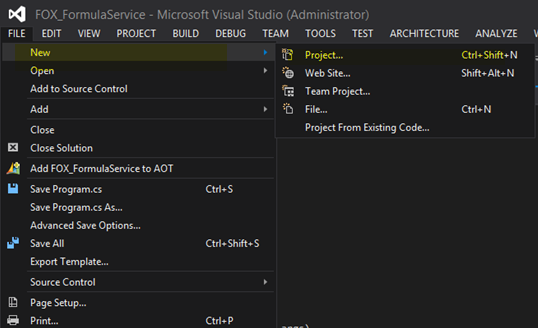 FOX_FormulaService - Microsoft Visual Studio (Administrator)
FILE EDIT VIEW PROJECT BUILD DEBUG TEAM TOOLS TEST ARCHITECTURE ANALYZE
New
Open
Add to Source Control
Add
Close
Close Solution
Add FOX_FormulaService to AOT
Save Program.cs Ctrl+S
Save Program.cs As...
Advanced Save Options...
Save All Ctrl+Shift+S
Export Template...
Source Control
Page Setup...
Print... Ctrl+P
Project... Ctrl+Shift+N
Web Site... Shift+Alt+N
Team Project...
File... Ctrl+N
Project From Existing Code...